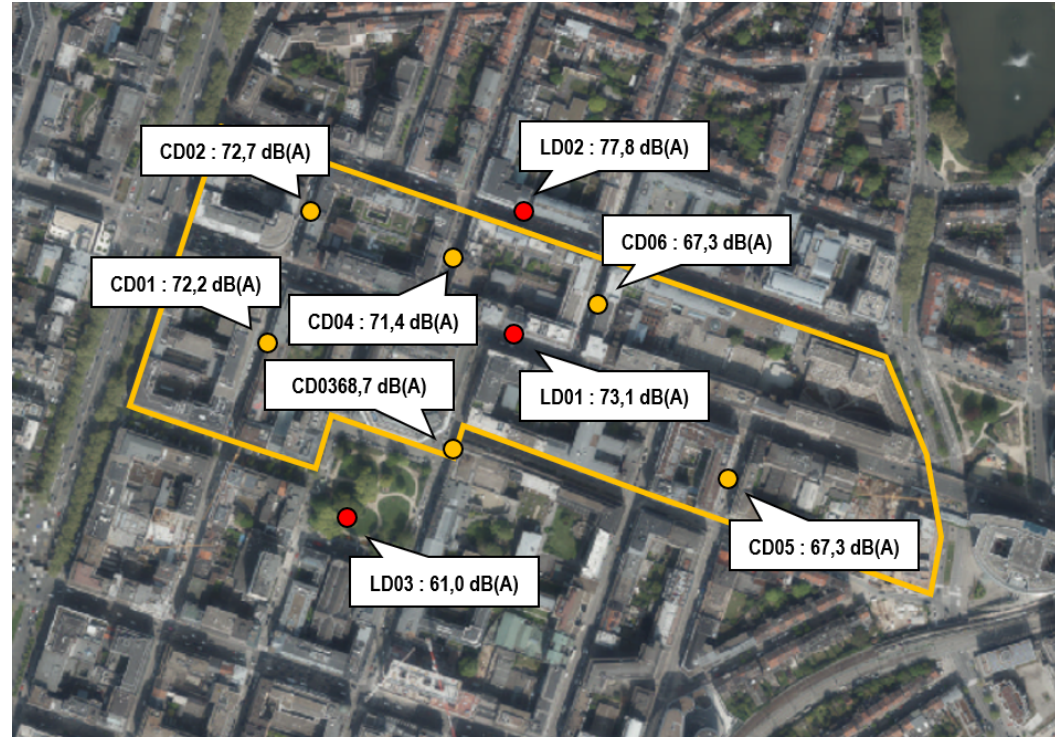 CD02 : 72,7 dB(A)
LD02 : 77,8 dB(A)
CD06 : 67,3 dB(A)
CD01 : 72,2 dB(A)
CD04 : 71,4 dB(A)
CD0368,7 dB(A)
LD01 : 73,1 dB(A)
CD05 : 67,3 dB(A)
LD03 : 61,0 dB(A)